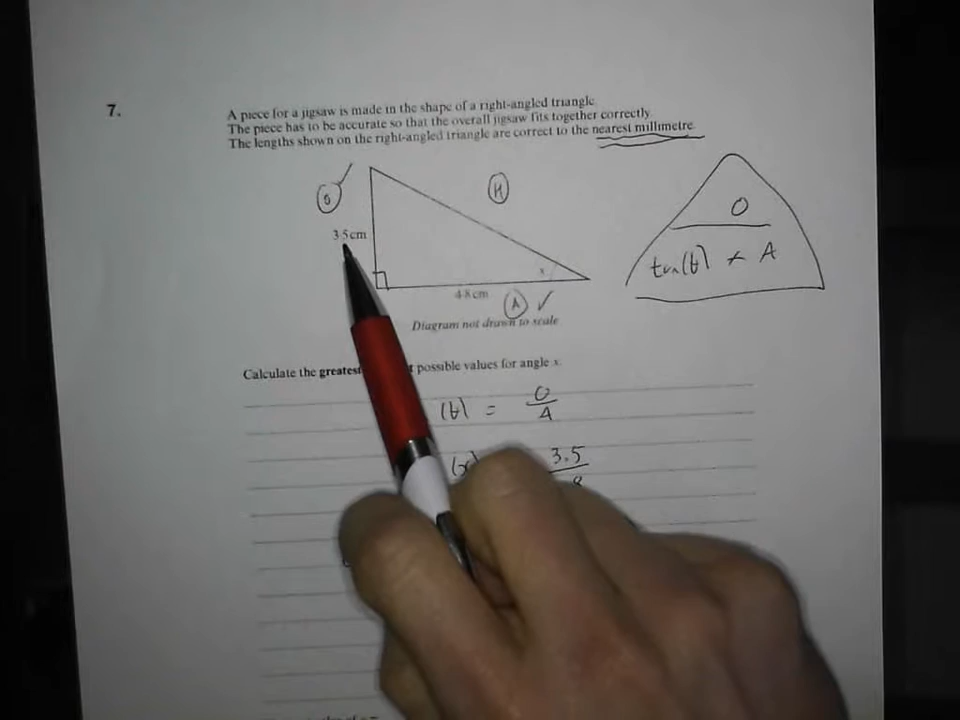 7.
A piece for a jigsaw is made in the shape of a right-angled triangle.
The piece has to be accurate so that the overall jigsaw fits together correctly.
The lengths shown on the right-angled triangle are correct to the nearest millimetre.
O
H
O
3·5cm
tan(θ) × A
x
4·8cm
A
Diagram not drawn to scale
Calculate the greatest possible values for angle x.
(θ) = O
A
(x) 3.5
8